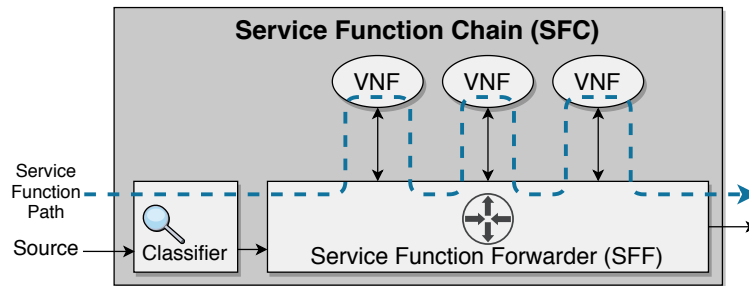 Service Function Chain (SFC)
VNF
VNF
VNF
Service
Function
Path
Source
Classifier
Service Function Forwarder (SFF)